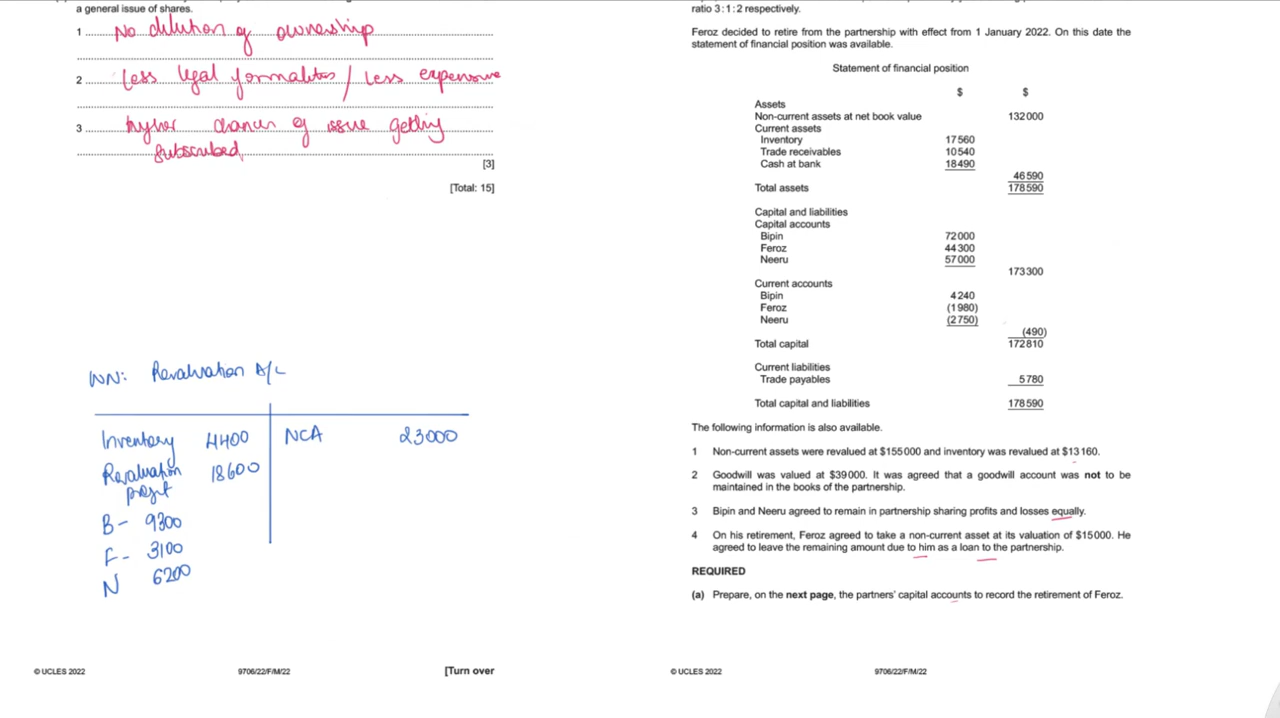 a general issue of shares.
1 No dilution of ownership
2 Less legal formalities / Less expensive
3 higher chances of issue getting
subscribed
[3]
[Total: 15]
WN: Revaluation A/C
Inventory 4400 NCA 23000
Revaluation 18600
profit
B- 9300
F- 3100
N 6200
© UCLES 2022 9706/22/F/M/22 [Turn over
ratio 3:1:2 respectively.
Feroz decided to retire from the partnership with effect from 1 January 2022. On this date the
statement of financial position was available.
Statement of financial position
$ $
Assets
Non-current assets at net book value 132000
Current assets
Inventory 17560
Trade receivables 10540
Cash at bank 18490
46590
Total assets 178590
Capital and liabilities
Capital accounts
Bipin 72000
Feroz 44300
Neeru 57000
173300
Current accounts
Bipin 4240
Feroz (1980)
Neeru (2750)
(490)
Total capital 172810
Current liabilities
Trade payables 5780
Total capital and liabilities 178590
The following information is also available.
1 Non-current assets were revalued at $155000 and inventory was revalued at $13160.
2 Goodwill was valued at $39000. It was agreed that a goodwill account was not to be
maintained in the books of the partnership.
3 Bipin and Neeru agreed to remain in partnership sharing profits and losses equally.
4 On his retirement, Feroz agreed to take a non-current asset at its valuation of $15000. He
agreed to leave the remaining amount due to him as a loan to the partnership.
REQUIRED
(a) Prepare, on the next page, the partners' capital accounts to record the retirement of Feroz.
© UCLES 2022 9706/22/F/M/22